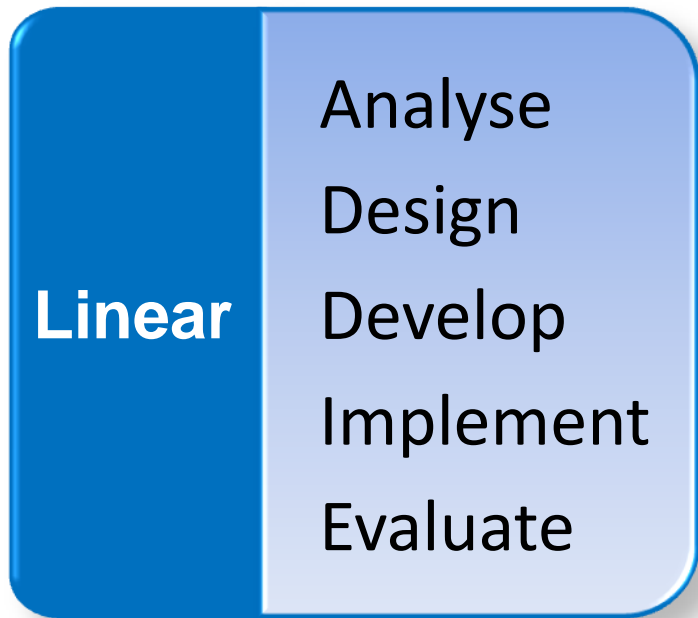 Linear
Analyse
Design
Develop
Implement
Evaluate